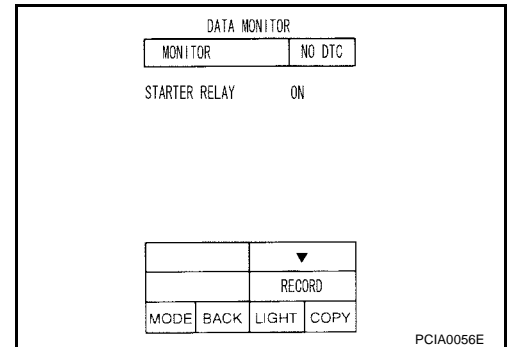 DATA MONITOR
MONITOR NO DTC
STARTER RELAY ON
▼
RECORD
MODE BACK LIGHT COPY
PCIA0056E